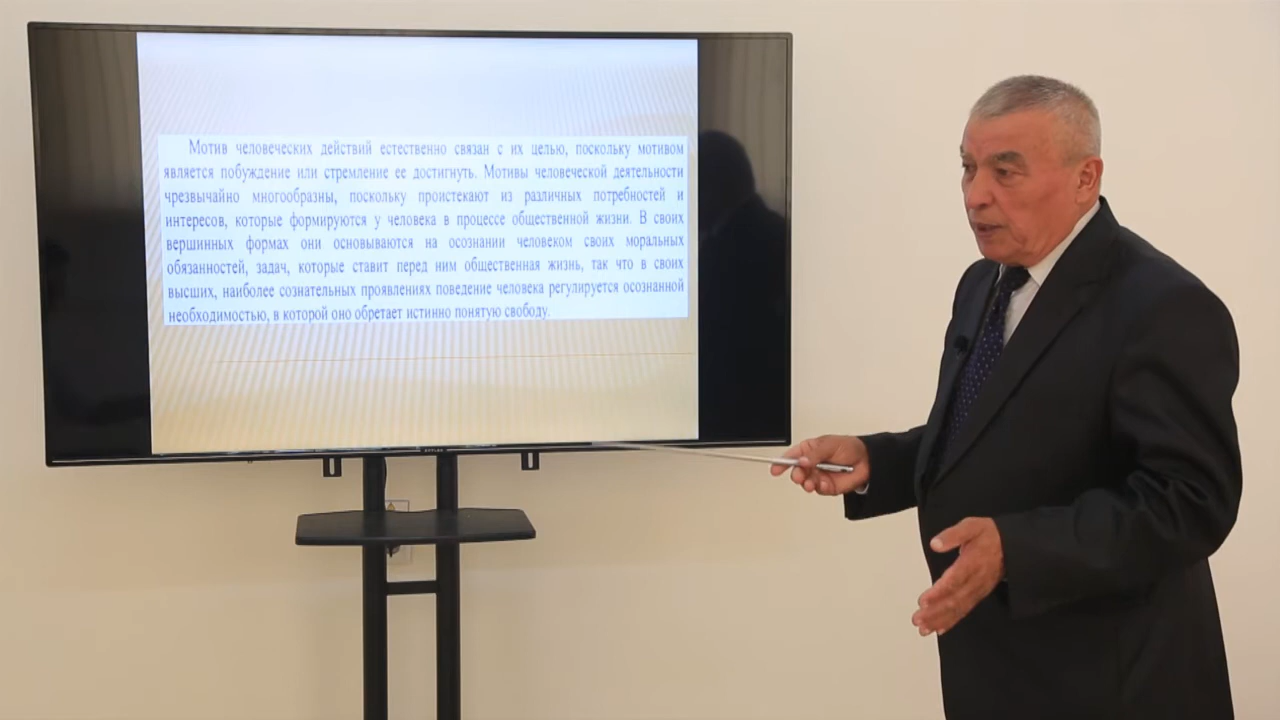 Мотив человеческих действий естественно связан с их целью, поскольку мотивом
является побуждение или стремление ее достигнуть. Мотивы человеческой деятельности
чрезвычайно многообразны, поскольку проистекают из различных потребностей и
интересов, которые формируются у человека в процессе общественной жизни. В своих
вершинных формах они основываются на осознании человеком своих моральных
обязанностей, задач, которые ставит перед ним общественная жизнь, так что в своих
высших, наиболее сознательных проявлениях поведение человека регулируется осознанной
необходимостью, в которой оно обретает истинно понятую свободу.